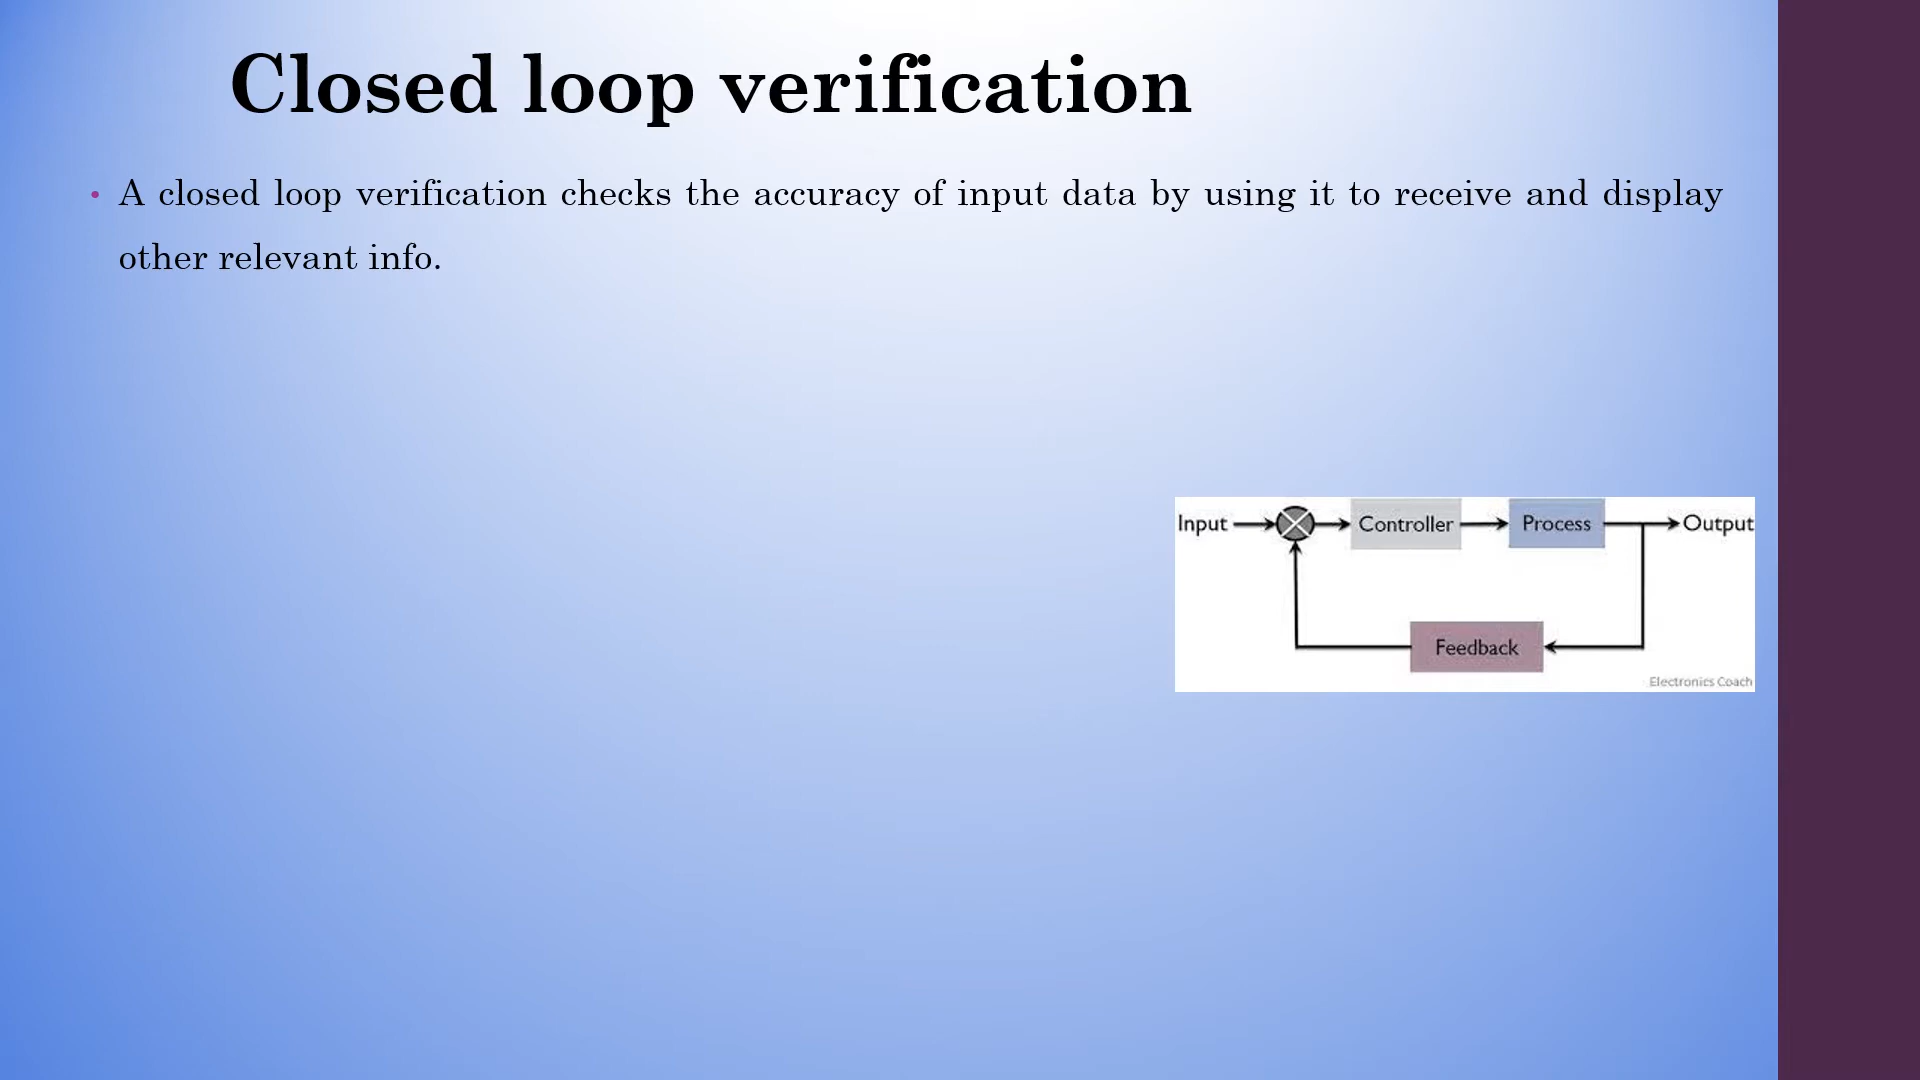 Closed loop verification
• A closed loop verification checks the accuracy of input data by using it to receive and display
other relevant info.
Input Controller Process Output
Feedback
Electronics Coach